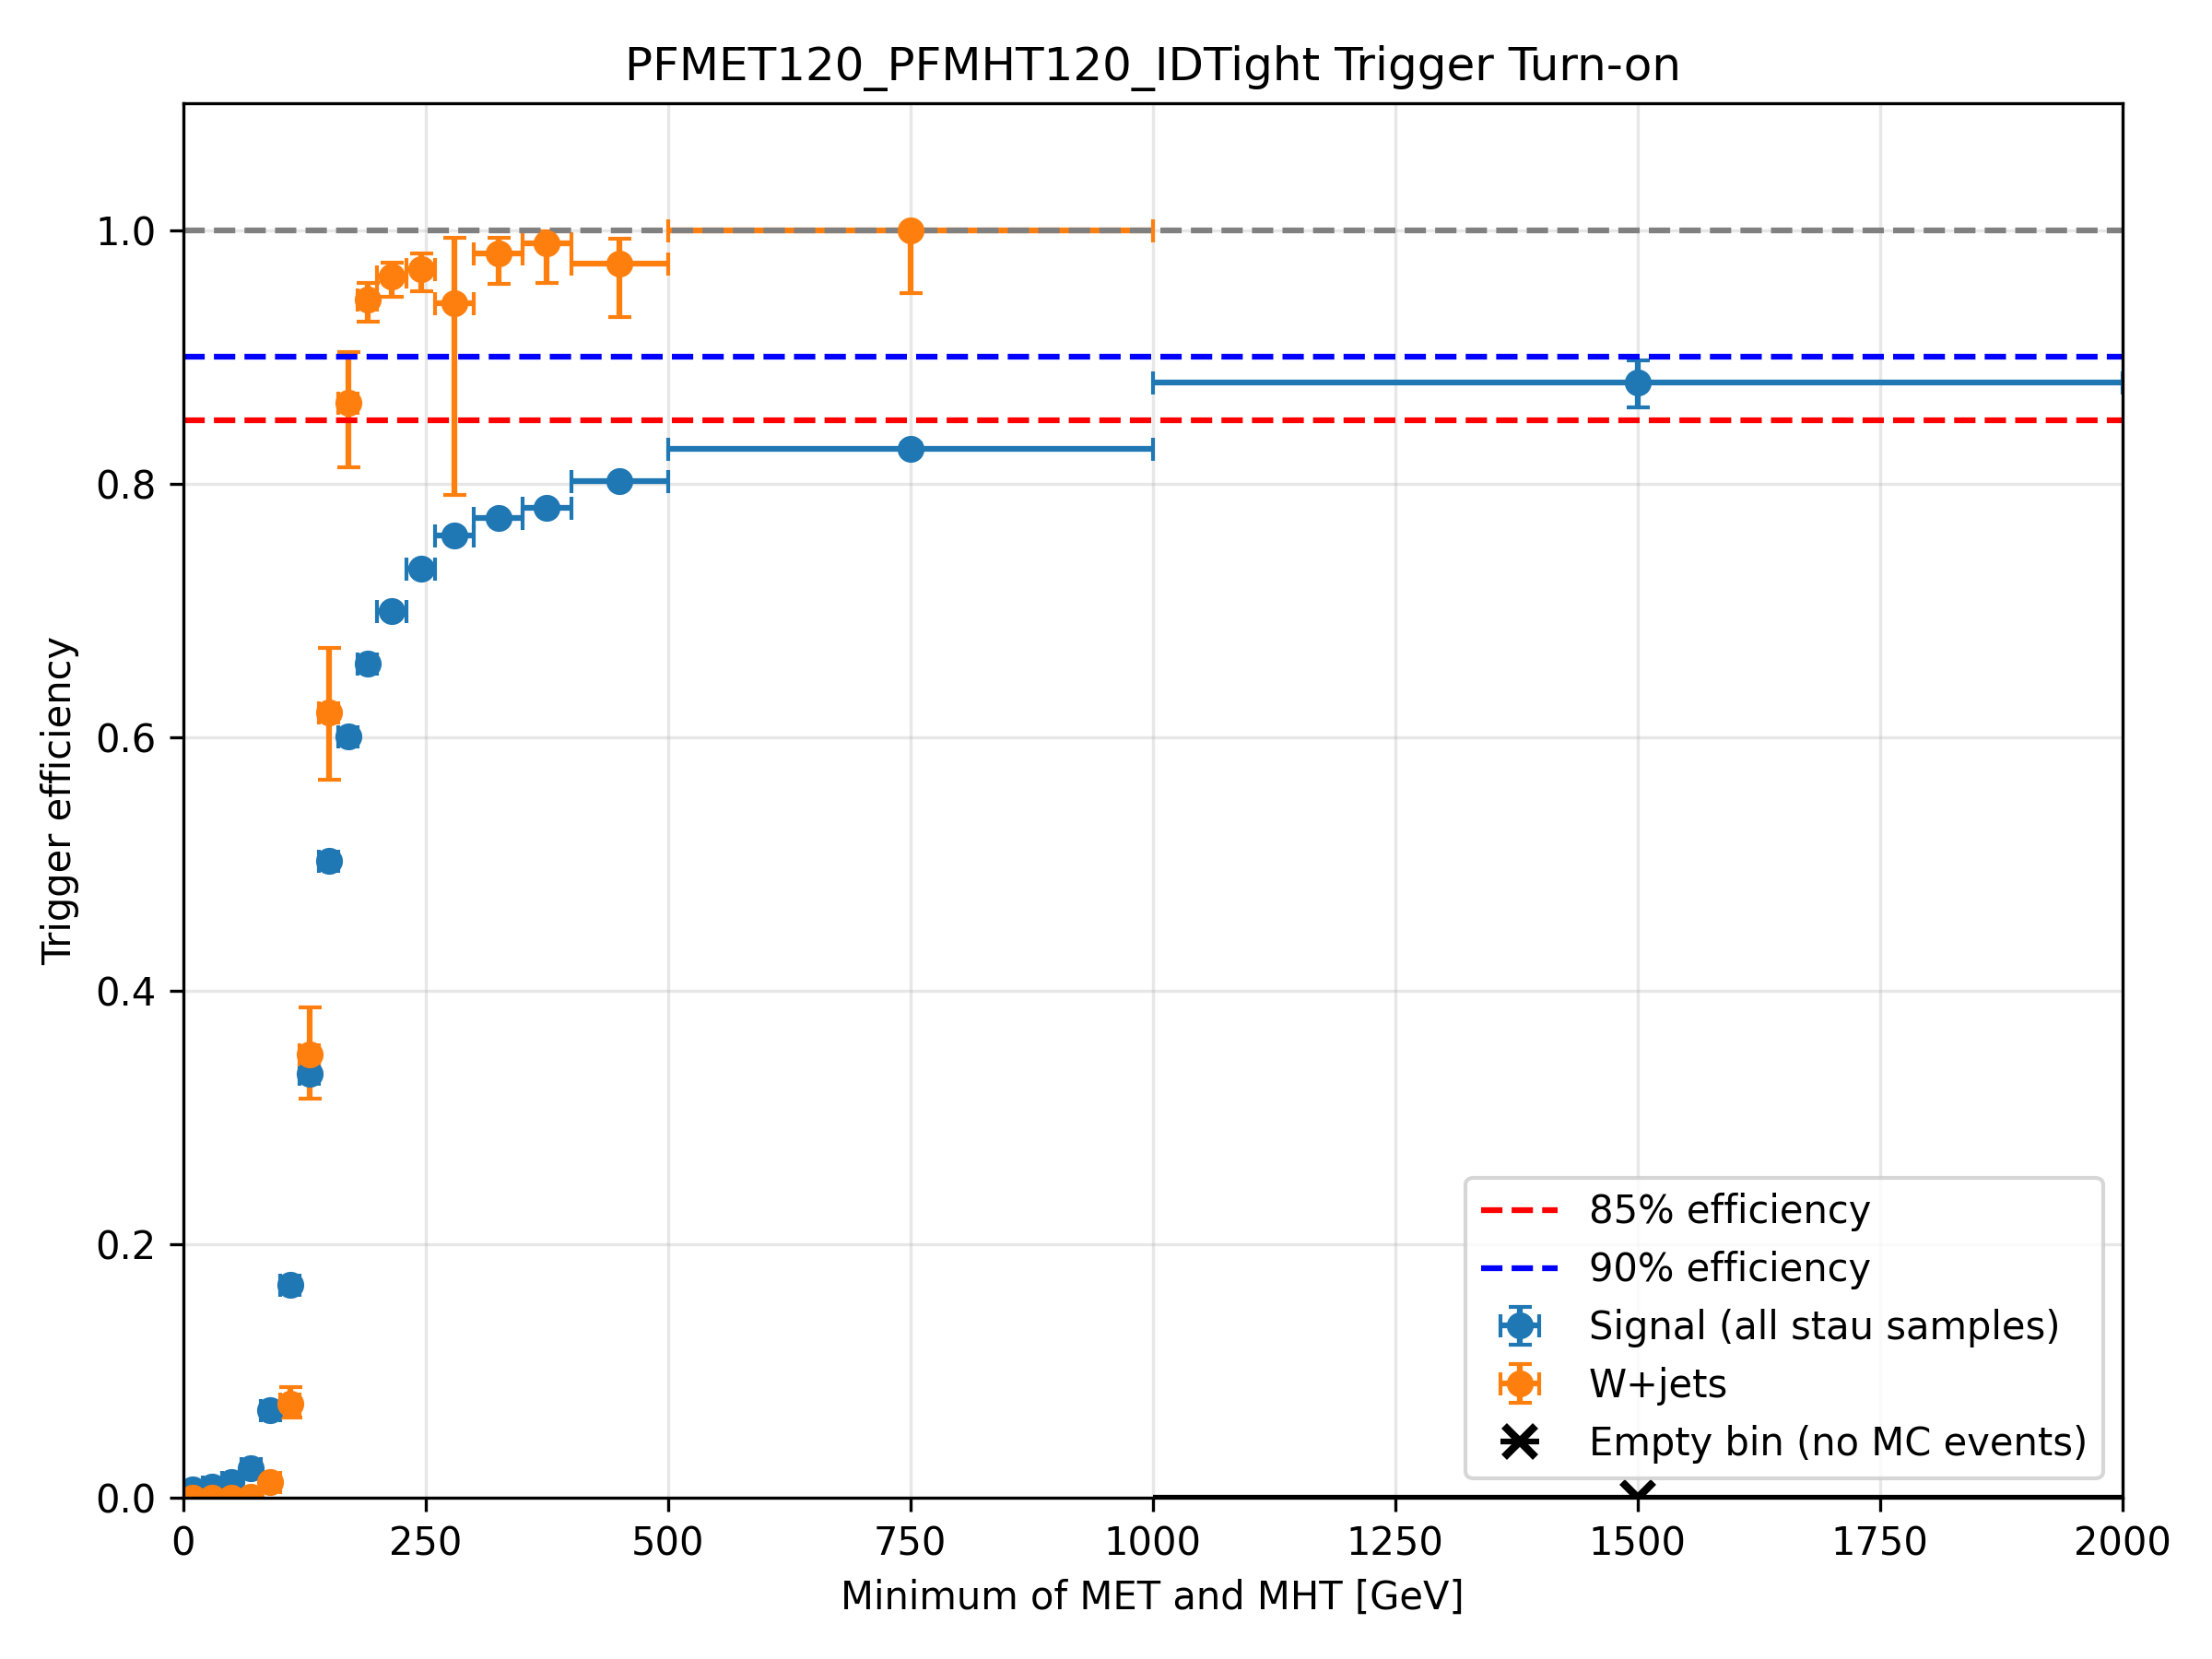 PFMET120_PFMHT120_IDTight Trigger Turn-on
Trigger efficiency
1.0
0.8
0.6
0.4
0.2
0.0
85% efficiency
90% efficiency
Signal (all stau samples)
W+jets
Empty bin (no MC events)
0 250 500 750 1000 1250 1500 1750 2000
Minimum of MET and MHT [GeV]